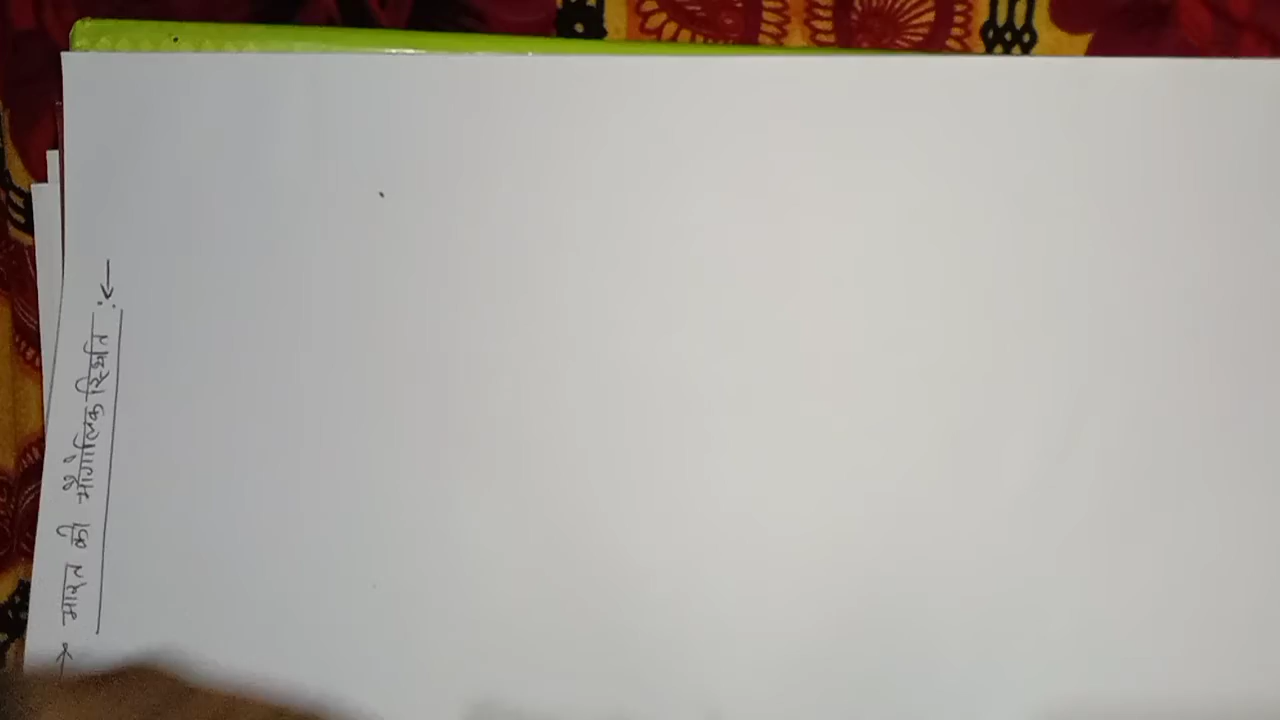 → भारत की भौगोलिक स्थिति :←